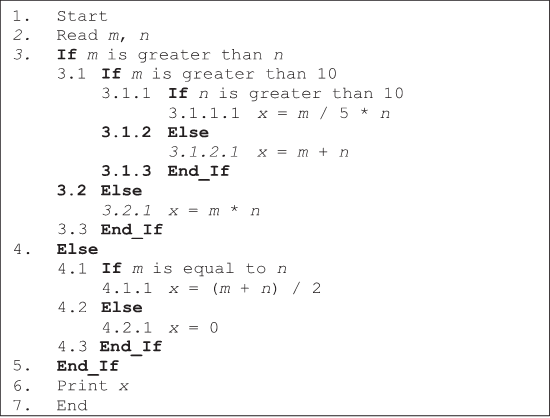 1. Start
2. Read m, n
3. If m is greater than n
3.1 If m is greater than 10
3.1.1 If n is greater than 10
3.1.1.1 x = m / 5 * n
3.1.2 Else
3.1.2.1 x = m + n
3.1.3 End_If
3.2 Else
3.2.1 x = m * n
3.3 End_If
4. Else
4.1 If m is equal to n
4.1.1 x = (m + n) / 2
4.2 Else
4.2.1 x = 0
4.3 End_If
5. End_If
6. Print x
7. End